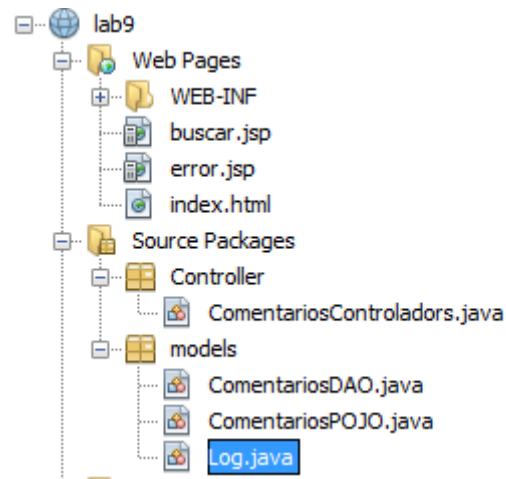 lab9
Web Pages
WEB-INF
buscar.jsp
error.jsp
index.html
Source Packages
Controller
ComentariosControladors.java
models
ComentariosDAO.java
ComentariosPOJO.java
Log.java